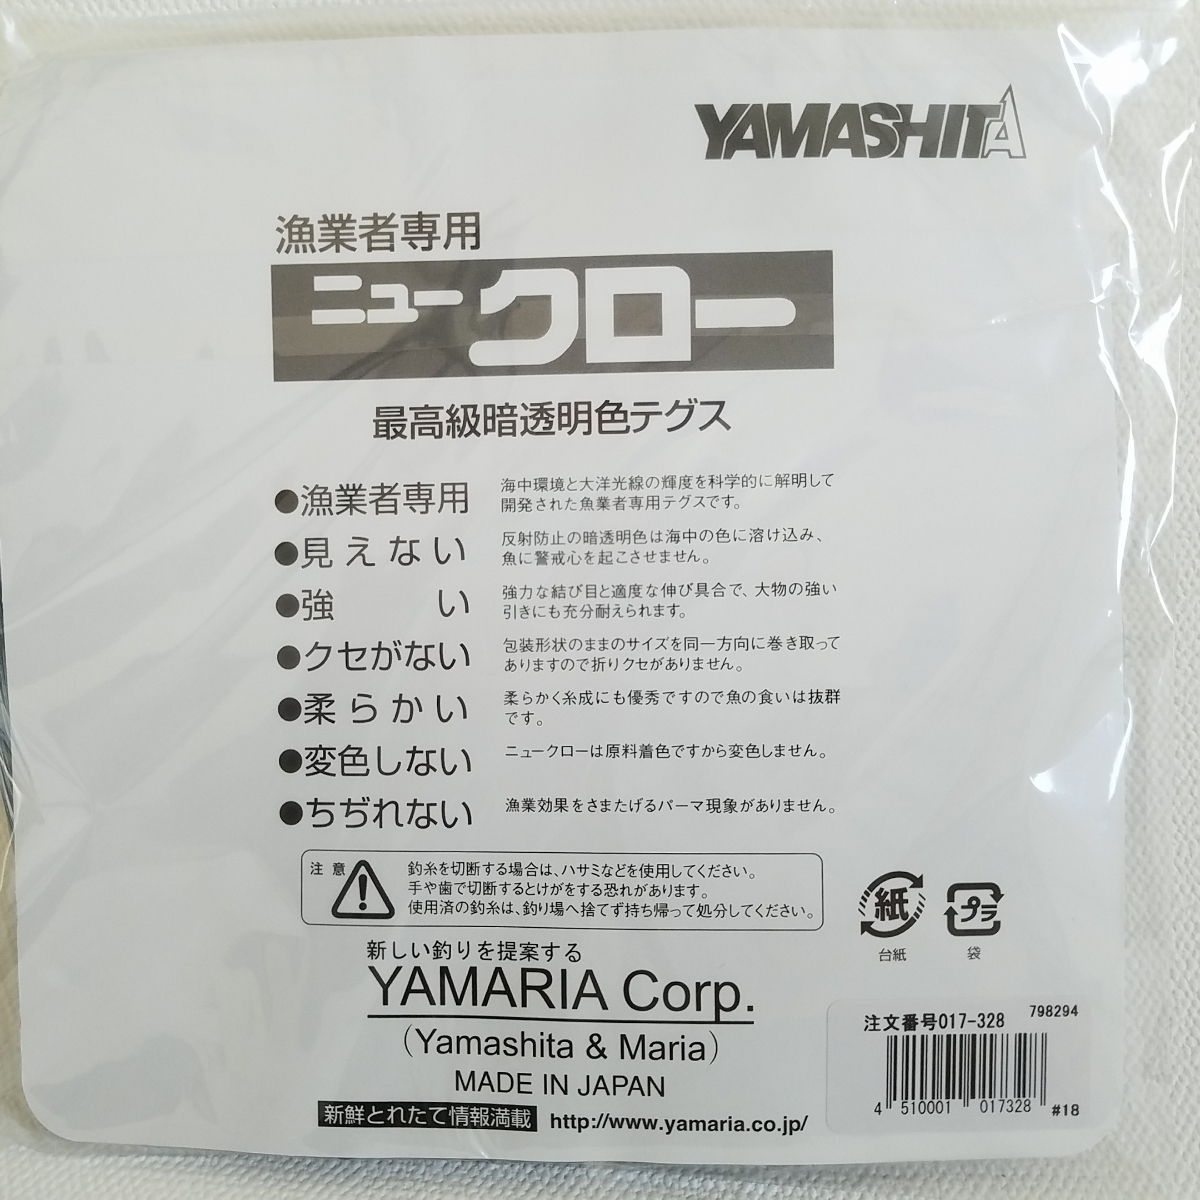 YAMASHITA
漁業者専用
ニュークロー
最高級暗透明色テグス
●漁業者専用 海中環境と大洋光線の輝度を科学的に解明して
開発された魚業者専用テグスです。
●見えない 反射防止の暗透明色は海中の色に溶け込み、
魚に警戒心を起こさせません。
●強い 強力な結び目と適度な伸び具合で、大物の強い
引きにも充分耐えられます。
●クセがない 包装形状のままのサイズを同一方向に巻き取って
ありますので折りクセがありません。
●柔らかい 柔らかく糸成にも優秀ですので魚の食いは抜群
です。
●変色しない ニュークローは原料着色ですから変色しません。
●ちぢれない 漁業効果をさまたげるパーマ現象がありません。
注意 釣糸を切断する場合は、ハサミなどを使用してください。
手や歯で切断するとけがをする恐れがあります。
使用済の釣糸は、釣り場へ捨てず持ち帰って処分してください。
紙 プラ
台紙 袋
新しい釣りを提案する
YAMARIA Corp.
（Yamashita & Maria）
MADE IN JAPAN
新鮮とれたて情報満載 http://www.yamaria.co.jp/
注文番号017-328 798294
4 510001 017328 #18